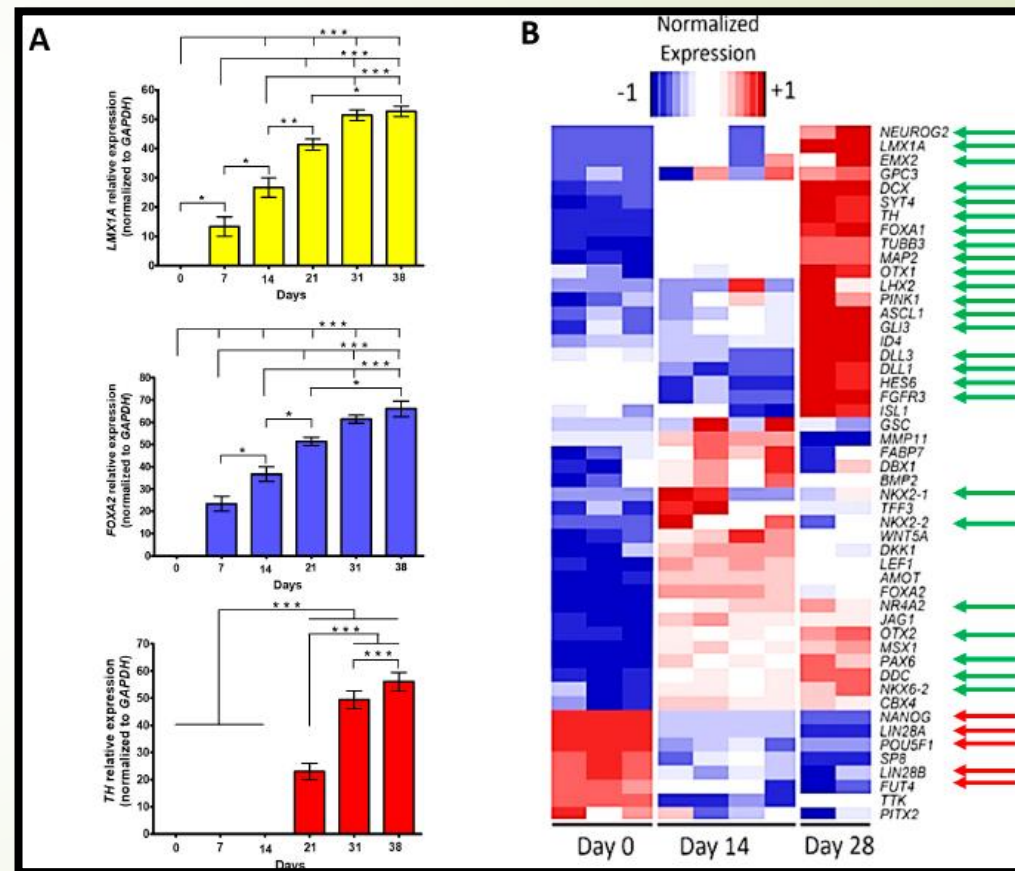 A
* * *
* * *
* * *
*
* *
*
*
LMX1A relative expression
(normalized to GAPDH)
60
50
40
30
20
10
0
0 7 14 21 31 38
Days
* * *
* * *
* * *
*
*
*
FOXA2 relative expression
(normalized to GAPDH)
80
70
60
50
40
30
20
10
0
0 7 14 21 31 38
Days
* * *
* * *
* * *
TH relative expression
(normalized to GAPDH)
70
60
50
40
30
20
10
0
0 7 14 21 31 38
Days
B
Normalized
Expression
-1 +1
NEUROG2
LMX1A
EMX2
GPC3
DCX
SYT4
TH
FOXA1
TUBB3
MAP2
OTX1
LHX2
PINK1
ASCL1
GLI3
ID4
DLL3
DLL1
HES6
FGFR3
ISL1
GSC
MMP11
FABP7
DBX1
BMP2
NKX2-1
TFF3
NKX2-2
WNT5A
DKK1
LEF1
AMOT
FOXA2
NR4A2
JAG1
OTX2
MSX1
PAX6
DDC
NKX6-2
CBX4
NANOG
LIN28A
POU5F1
SP8
LIN28B
FUT4
TTK
PITX2
Day 0 Day 14 Day 28